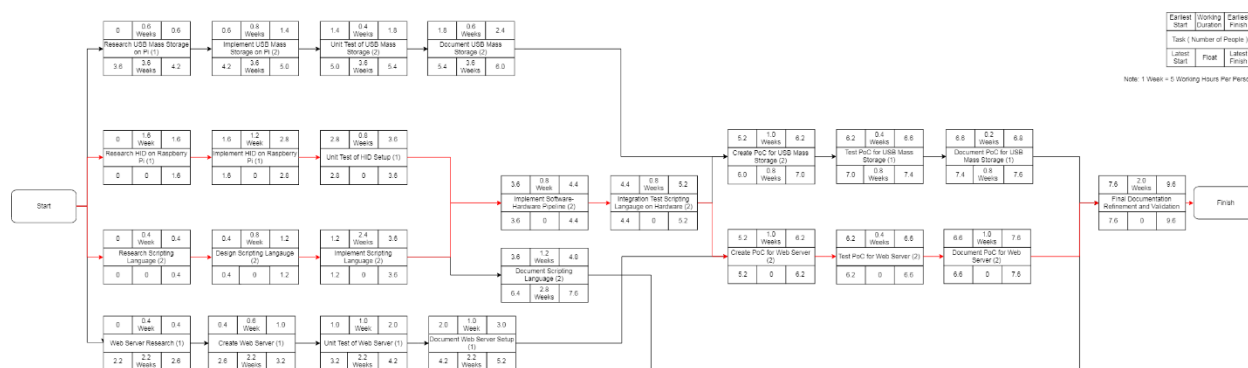 Earliest Start Working Duration Earliest Finish
Task ( Number of People )
Latest Start Float Latest Finish
Note: 1 Week = 5 Working Hours Per Person
0 0.6 Weeks 0.6
Research USB Mass Storage
on Pi (1)
3.6 3.6 Weeks 4.2
0.6 0.8 Weeks 1.4
Implement USB Mass
Storage on Pi (2)
4.2 3.6 Weeks 5.0
1.4 0.4 Weeks 1.8
Unit Test of USB Mass
Storage (2)
5.0 3.6 Weeks 5.4
1.8 0.6 Weeks 2.4
Document USB Mass
Storage (2)
5.4 3.6 Weeks 6.0
0 1.6 Week 1.6
Research HID on Raspberry
Pi (1)
0 0 1.6
1.6 1.2 Week 2.8
Implement HID on Raspberry
Pi (1)
1.6 0 2.8
2.8 0.8 Weeks 3.6
Unit Test of HID Setup (1)
2.8 0 3.6
5.2 1.0 Weeks 6.2
Create PoC for USB Mass
Storage (2)
6.0 0.8 Weeks 7.0
6.2 0.4 Weeks 6.6
Test PoC for USB Mass
Storage (1)
7.0 0.8 Weeks 7.4
6.6 0.2 Weeks 6.8
Document PoC for USB
Mass Storage (1)
7.4 0.8 Weeks 7.6
Start
3.6 0.8 Week 4.4
Implement Software-
Hardware Pipeline (2)
3.6 0 4.4
4.4 0.8 Weeks 5.2
Integration Test Scripting
Langauge on Hardware (2)
4.4 0 5.2
7.6 2.0 Weeks 9.6
Final Documentation
Refinement and Validation
7.6 0 9.6
Finish
0 0.4 Week 0.4
Research Scripting
Language (2)
0 0 0.4
0.4 0.8 Week 1.2
Design Scripting Langauge (2)
0.4 0 1.2
1.2 2.4 Weeks 3.6
Implement Scripting
Language (2)
1.2 0 3.6
3.6 1.2 Weeks 4.8
Document Scripting
Language (2)
6.4 2.8 Weeks 7.6
5.2 1.0 Weeks 6.2
Create PoC for Web Server
(2)
5.2 0 6.2
6.2 0.4 Weeks 6.6
Test PoC for Web Server (2)
6.2 0 6.6
6.6 1.0 Weeks 7.6
Document PoC for Web
Server (2)
6.6 0 7.6
0 0.4 Week 0.4
Web Server Research (1)
2.2 2.2 Weeks 2.6
0.4 0.6 Week 1.0
Create Web Server (1)
2.6 2.2 Weeks 3.2
1.0 1.0 Weeks 2.0
Unit Test of Web Server (1)
3.2 2.2 Weeks 4.2
2.0 1.0 Week 3.0
Document Web Server Setup
(1)
4.2 2.2 Weeks 5.2